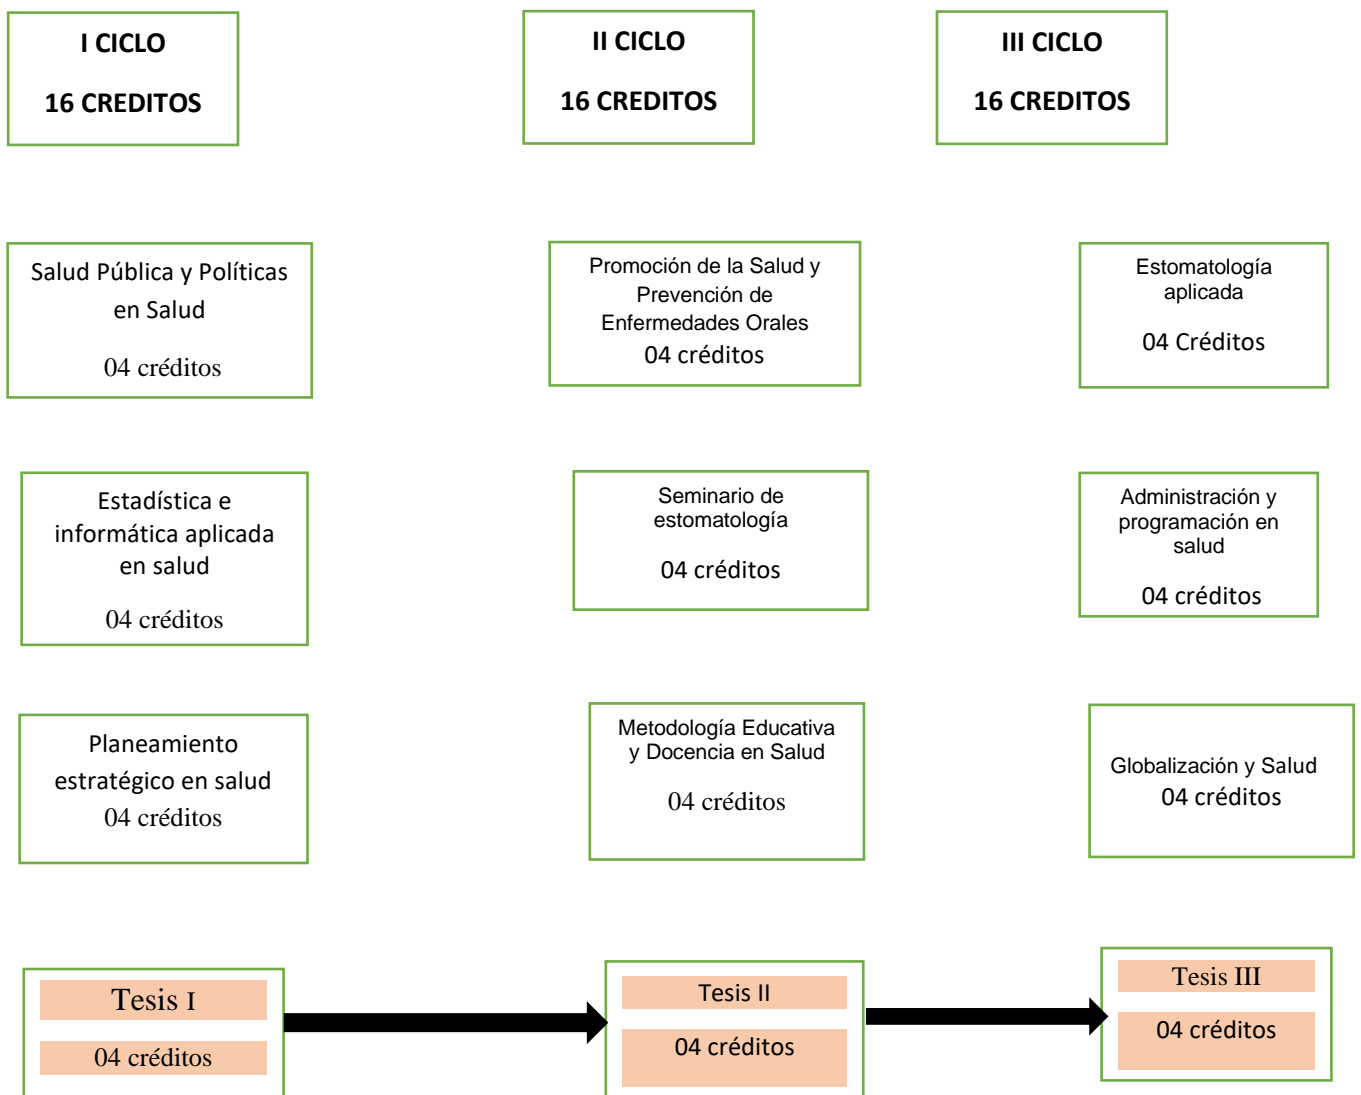 I CICLO
16 CREDITOS
II CICLO
16 CREDITOS
III CICLO
16 CREDITOS
Salud Pública y Políticas
en Salud
04 créditos
Promoción de la Salud y
Prevención de
Enfermedades Orales
04 créditos
Estomatología
aplicada
04 Créditos
Estadística e
informática aplicada
en salud
04 créditos
Seminario de
estomatología
04 créditos
Administración y
programación en
salud
04 créditos
Planeamiento
estratégico en salud
04 créditos
Metodología Educativa
y Docencia en Salud
04 créditos
Globalización y Salud
04 créditos
Tesis I
04 créditos
Tesis II
04 créditos
Tesis III
04 créditos